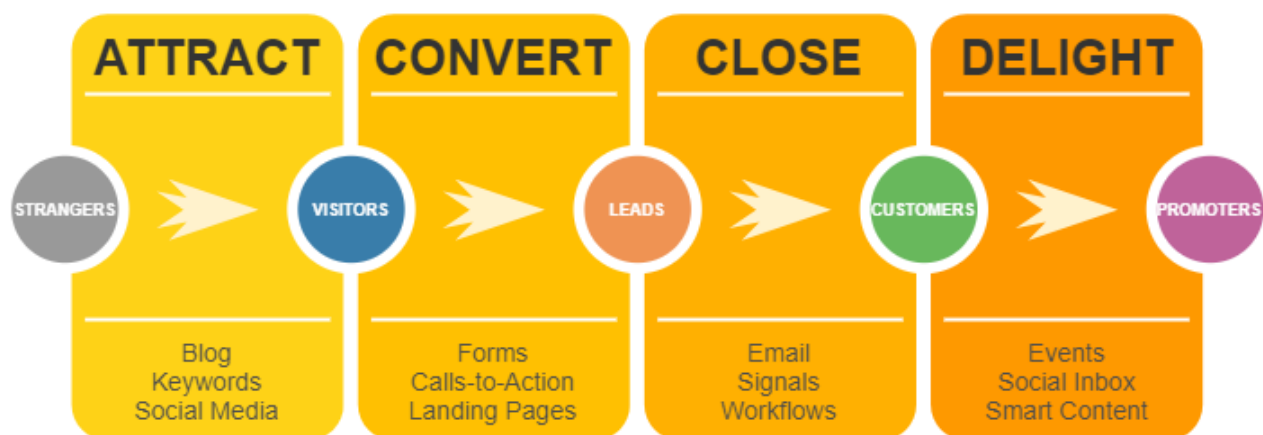 ATTRACT
CONVERT
CLOSE
DELIGHT
STRANGERS
VISITORS
LEADS
CUSTOMERS
PROMOTERS
Blog
Keywords
Social Media
Forms
Calls-to-Action
Landing Pages
Email
Signals
Workflows
Events
Social Inbox
Smart Content